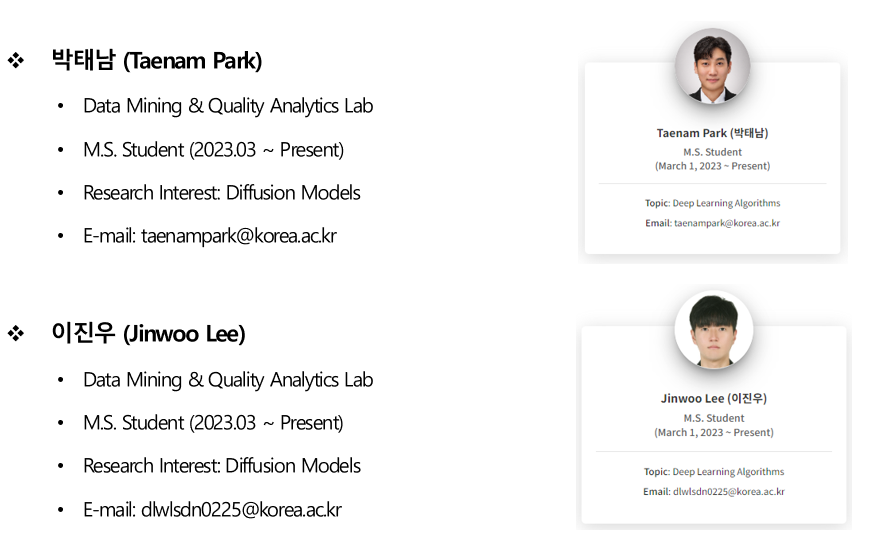 ❖ 박태남 (Taenam Park)
• Data Mining & Quality Analytics Lab
• M.S. Student (2023.03 ~ Present)
• Research Interest: Diffusion Models
• E-mail: taenampark@korea.ac.kr
Taenam Park (박태남)
M.S. Student
(March 1, 2023 ~ Present)
Topic: Deep Learning Algorithms
Email: taenampark@korea.ac.kr
❖ 이진우 (Jinwoo Lee)
• Data Mining & Quality Analytics Lab
• M.S. Student (2023.03 ~ Present)
• Research Interest: Diffusion Models
• E-mail: dlwlsdn0225@korea.ac.kr
Jinwoo Lee (이진우)
M.S. Student
(March 1, 2023 ~ Present)
Topic: Deep Learning Algorithms
Email: dlwlsdn0225@korea.ac.kr